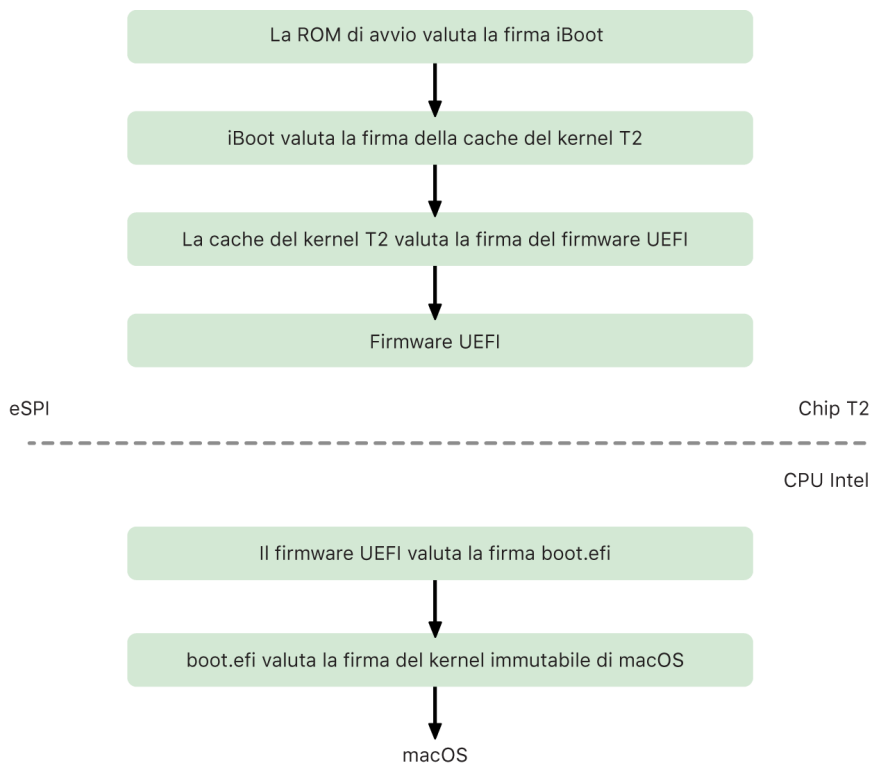 La ROM di avvio valuta la firma iBoot
iBoot valuta la firma della cache del kernel T2
La cache del kernel T2 valuta la firma del firmware UEFI
Firmware UEFI
eSPI
Chip T2
CPU Intel
Il firmware UEFI valuta la firma boot.efi
boot.efi valuta la firma del kernel immutabile di macOS
macOS